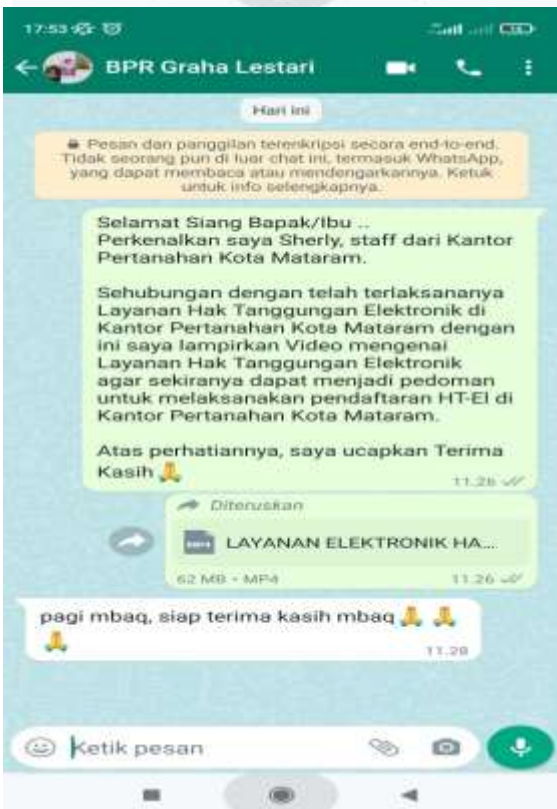 17:53
BPR Graha Lestari
Hari ini
Pesan dan panggilan terenkripsi secara end-to-end.
Tidak seorang pun di luar chat ini, termasuk WhatsApp,
yang dapat membaca atau mendengarkannya. Ketuk
untuk info selengkapnya.
Selamat Siang Bapak/Ibu ..
Perkenalkan saya Sherly, staff dari Kantor
Pertanahan Kota Mataram.
Sehubungan dengan telah terlaksananya
Layanan Hak Tanggungan Elektronik di
Kantor Pertanahan Kota Mataram dengan
ini saya lampirkan Video mengenai
Layanan Hak Tanggungan Elektronik
agar sekiranya dapat menjadi pedoman
untuk melaksanakan pendaftaran HT-El di
Kantor Pertanahan Kota Mataram.
Atas perhatiannya, saya ucapkan Terima
Kasih 🙏
11.26
Diteruskan
LAYANAN ELEKTRONIK HA...
62 MB • MP4
11.26
pagi mbaq, siap terima kasih mbaq 🙏 🙏
🙏
11.28
Ketik pesan